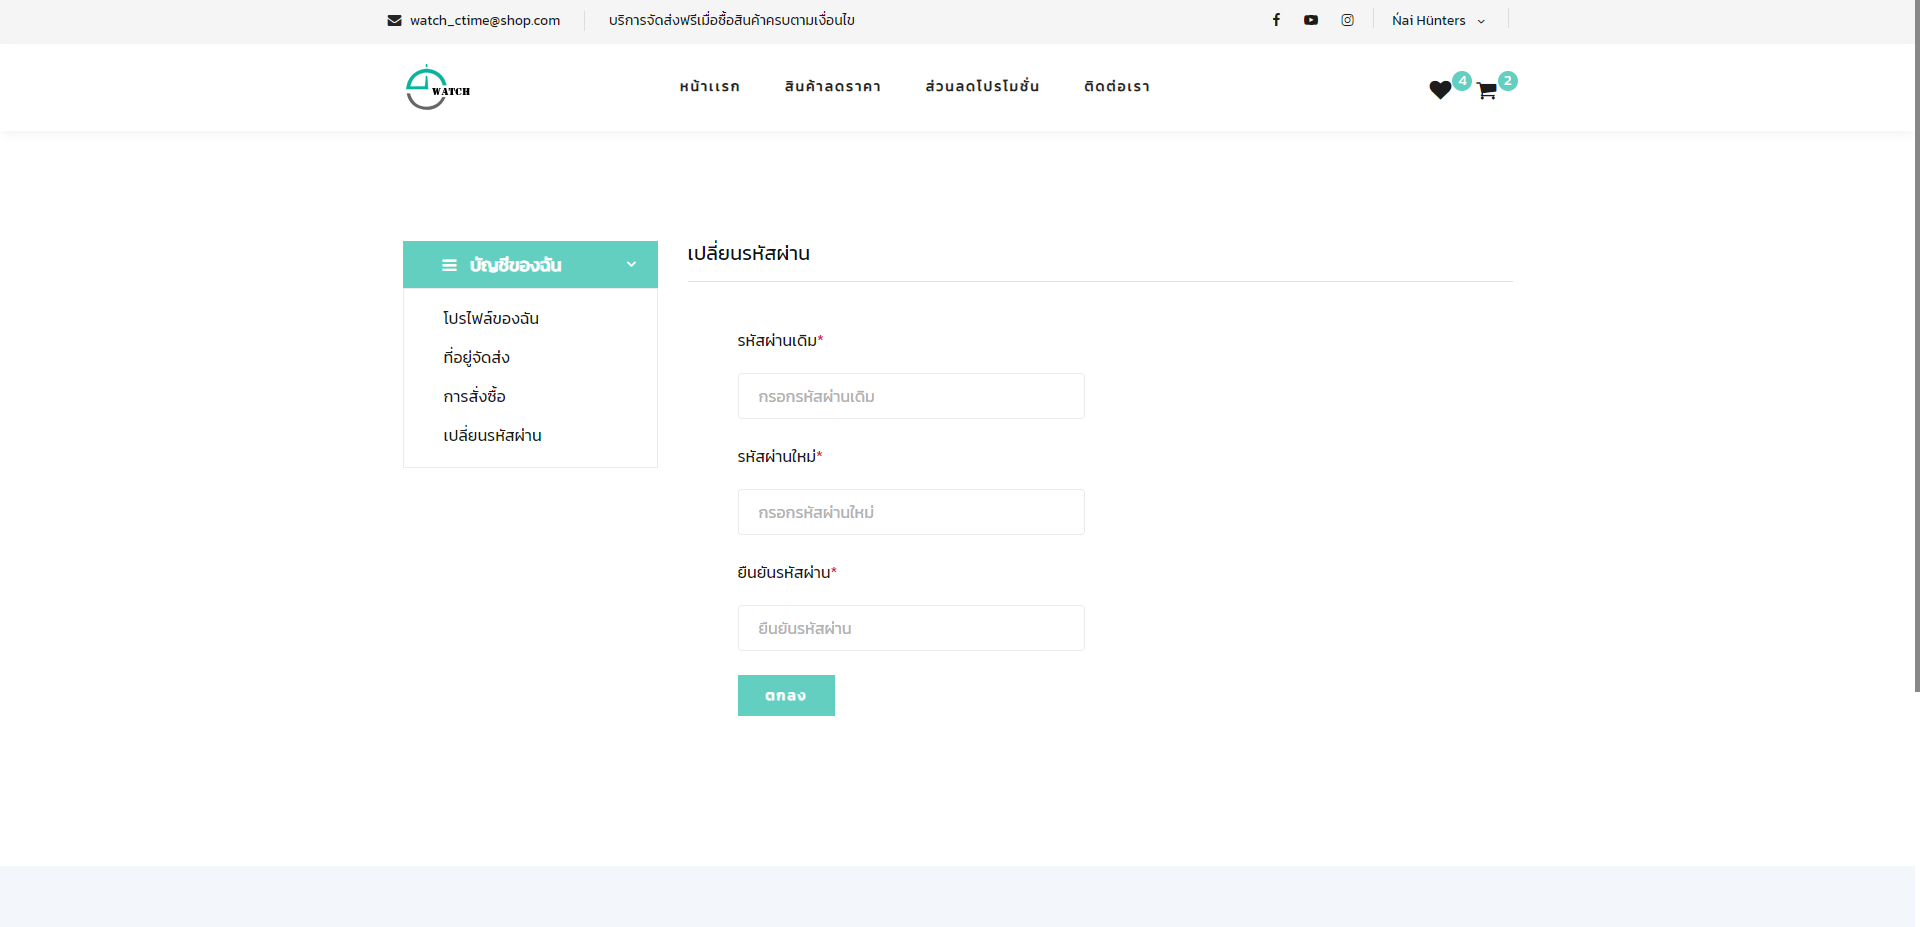 watch_ctime@shop.com
บริการจัดส่งฟรีเมื่อซื้อสินค้าครบตามเงื่อนไข
Ńai Hünters
WATCH
หน้าแรก
สินค้าลดราคา
ส่วนลดโปรโมชั่น
ติดต่อเรา
4
2
บัญชีของฉัน
โปรไฟล์ของฉัน
ที่อยู่จัดส่ง
การสั่งซื้อ
เปลี่ยนรหัสผ่าน
เปลี่ยนรหัสผ่าน
รหัสผ่านเดิม*
กรอกรหัสผ่านเดิม
รหัสผ่านใหม่*
กรอกรหัสผ่านใหม่
ยืนยันรหัสผ่าน*
ยืนยันรหัสผ่าน
ตกลง